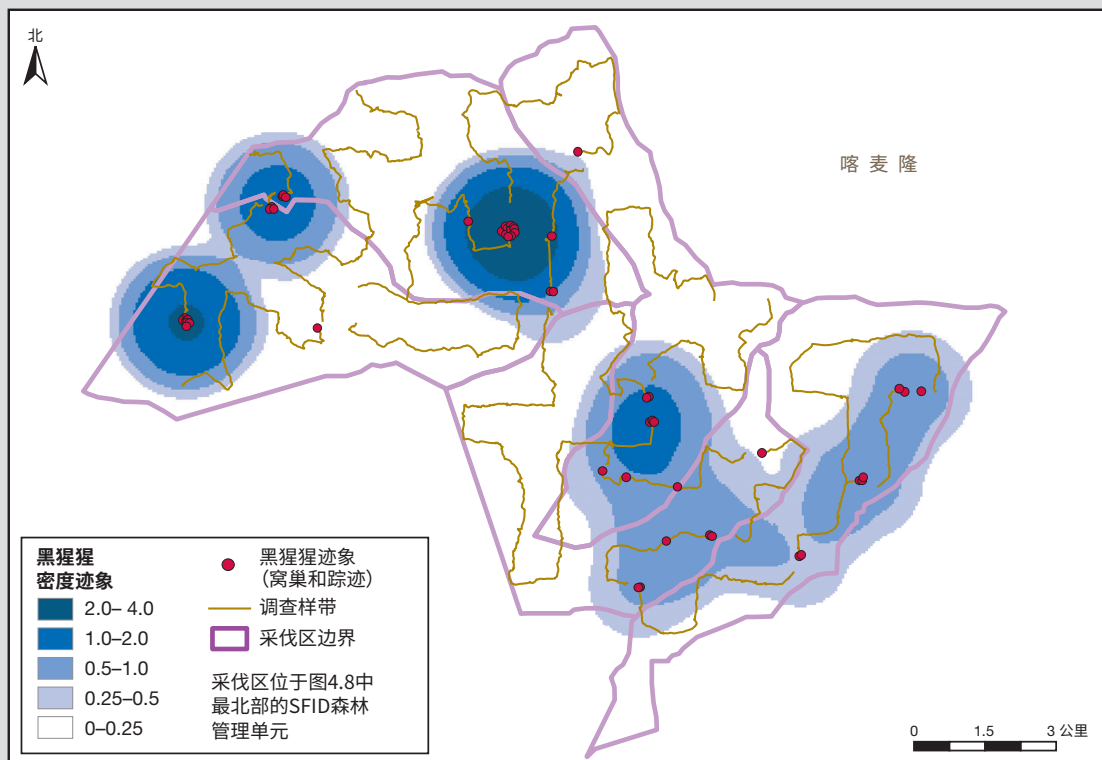 北
喀麦隆
黑猩猩
密度迹象
2.0– 4.0
1.0–2.0
0.5–1.0
0.25–0.5
0–0.25
黑猩猩迹象
（窝巢和踪迹）
调查样带
采伐区边界
采伐区位于图4.8中
最北部的SFID森林
管理单元
0 1.5 3 公里